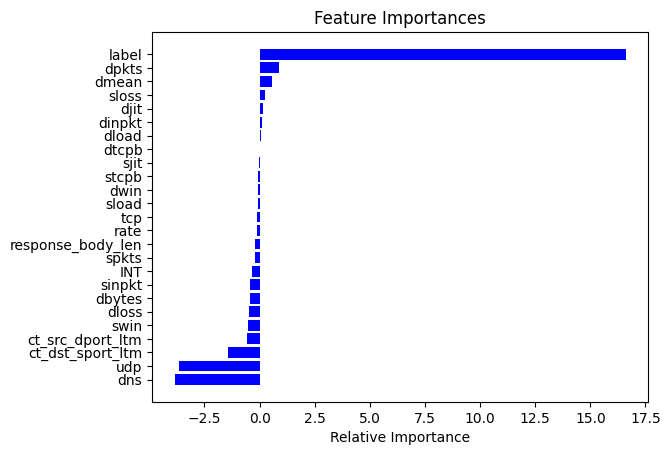 Feature Importances
label
dpkts
dmean
sloss
djit
dinpkt
dload
dtcpb
sjit
stcpb
dwin
sload
tcp
rate
response_body_len
spkts
INT
sinpkt
dbytes
dloss
swin
ct_src_dport_ltm
ct_dst_sport_ltm
udp
dns
−2.5 0.0 2.5 5.0 7.5 10.0 12.5 15.0 17.5
Relative Importance